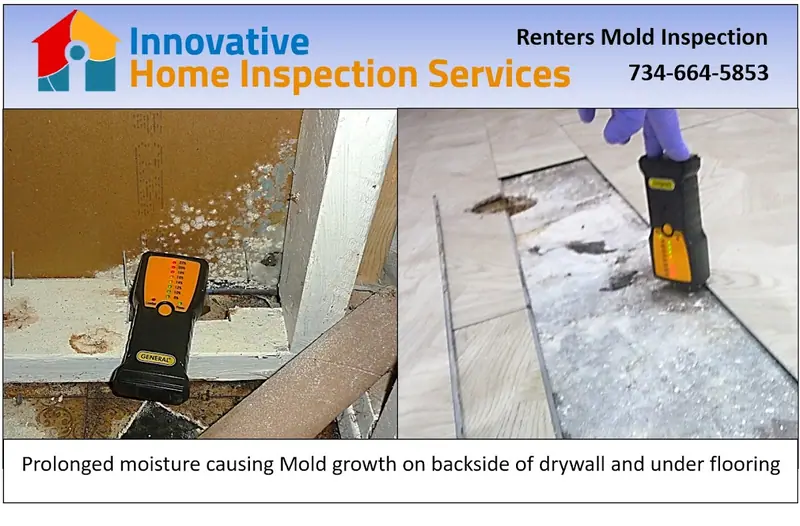 Innovative
Home Inspection Services
Renters Mold Inspection
734-664-5853
GENERAL
Prolonged moisture causing Mold growth on backside of drywall and under flooring